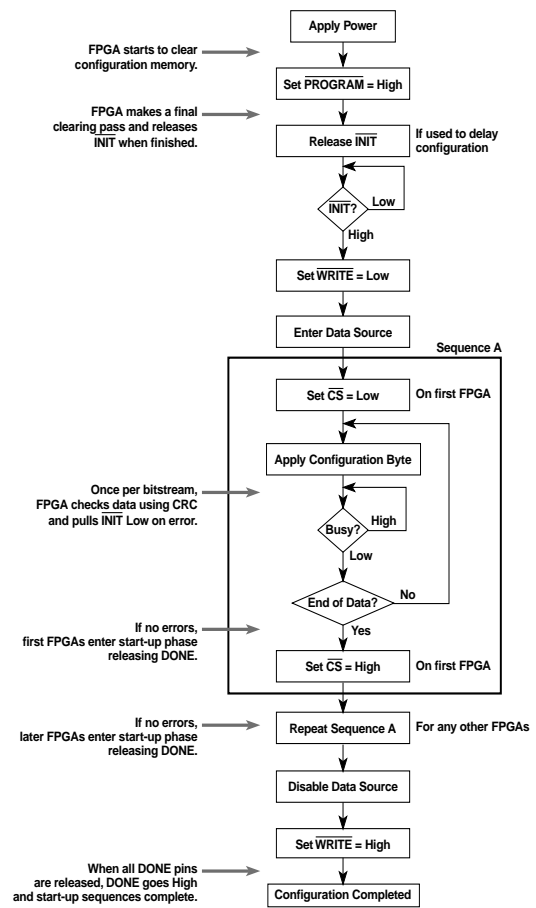 Apply Power
FPGA starts to clear
configuration memory.
Set PROGRAM = High
FPGA makes a final
clearing pass and releases
INIT when finished.
Release INIT
If used to delay
configuration
INIT?
Low
High
Set WRITE = Low
Enter Data Source
Sequence A
Set CS = Low
On first FPGA
Apply Configuration Byte
Once per bitstream,
FPGA checks data using CRC
and pulls INIT Low on error.
Busy?
High
Low
End of Data?
No
Yes
If no errors,
first FPGAs enter start-up phase
releasing DONE.
Set CS = High
On first FPGA
If no errors,
later FPGAs enter start-up phase
releasing DONE.
Repeat Sequence A
For any other FPGAs
Disable Data Source
Set WRITE = High
When all DONE pins
are released, DONE goes High
and start-up sequences complete.
Configuration Completed